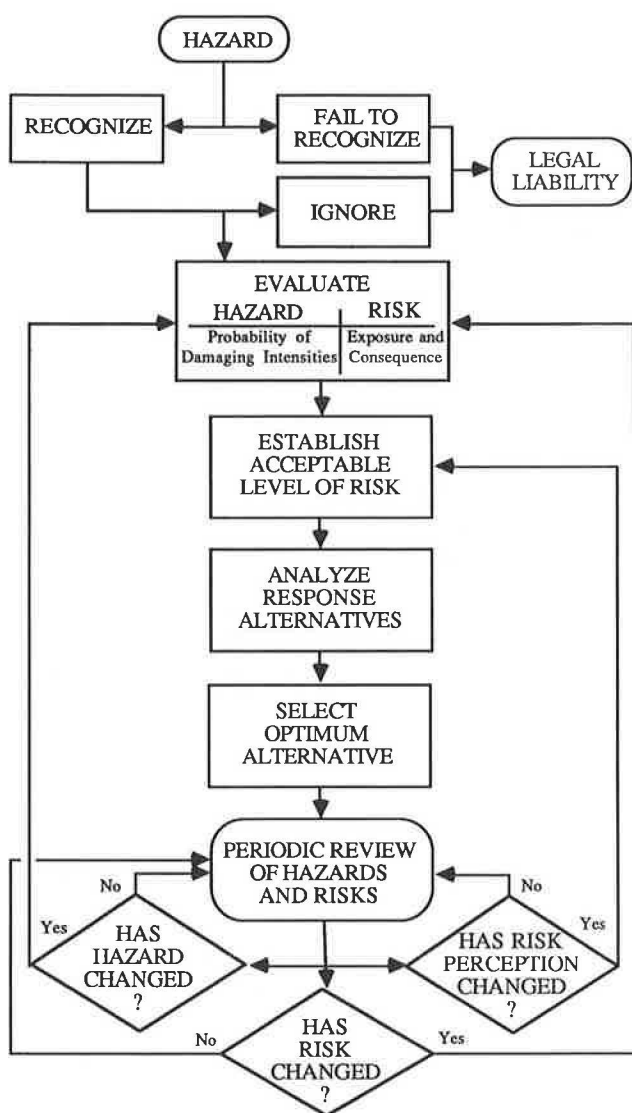 HAZARD
RECOGNIZE
FAIL TO
RECOGNIZE
LEGAL
LIABILITY
IGNORE
EVALUATE
HAZARD
RISK
Probability of
Damaging Intensities
Exposure and
Consequence
ESTABLISH
ACCEPTABLE
LEVEL OF RISK
ANALYZE
RESPONSE
ALTERNATIVES
SELECT
OPTIMUM
ALTERNATIVE
PERIODIC REVIEW
OF HAZARDS
AND RISKS
No
No
Yes
Yes
HAS
HAZARD
CHANGED
?
HAS RISK
PERCEPTION
CHANGED
?
No
Yes
HAS
RISK
CHANGED
?